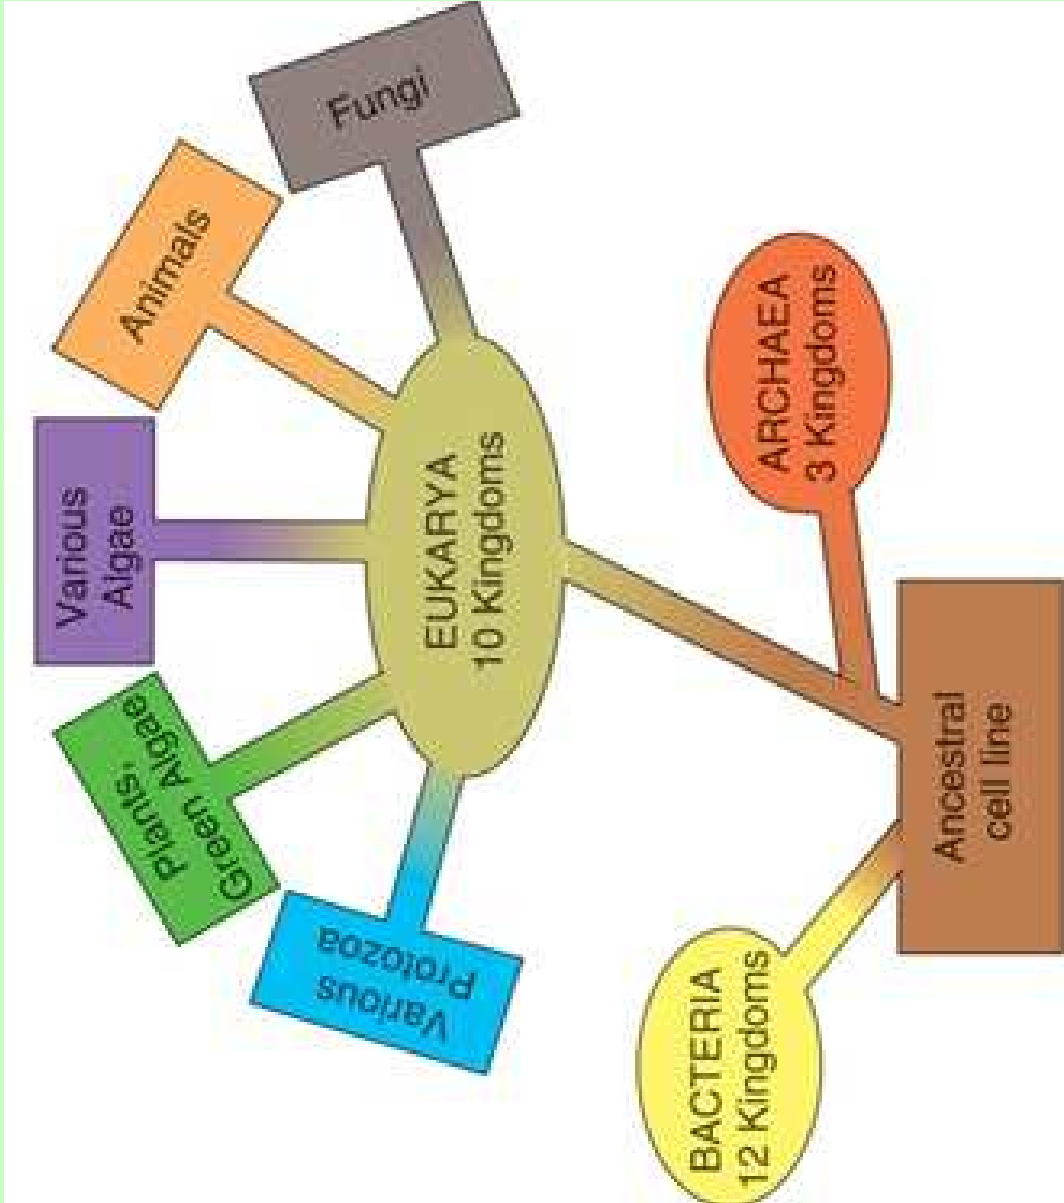 Various
Protozoa
Plants,
Green Algae,
Various
Algae
Animals
Fungi
EUKARYA
10 Kingdoms
BACTERIA
12 Kingdoms
ARCHAEA
3 Kingdoms
Ancestral
cell line